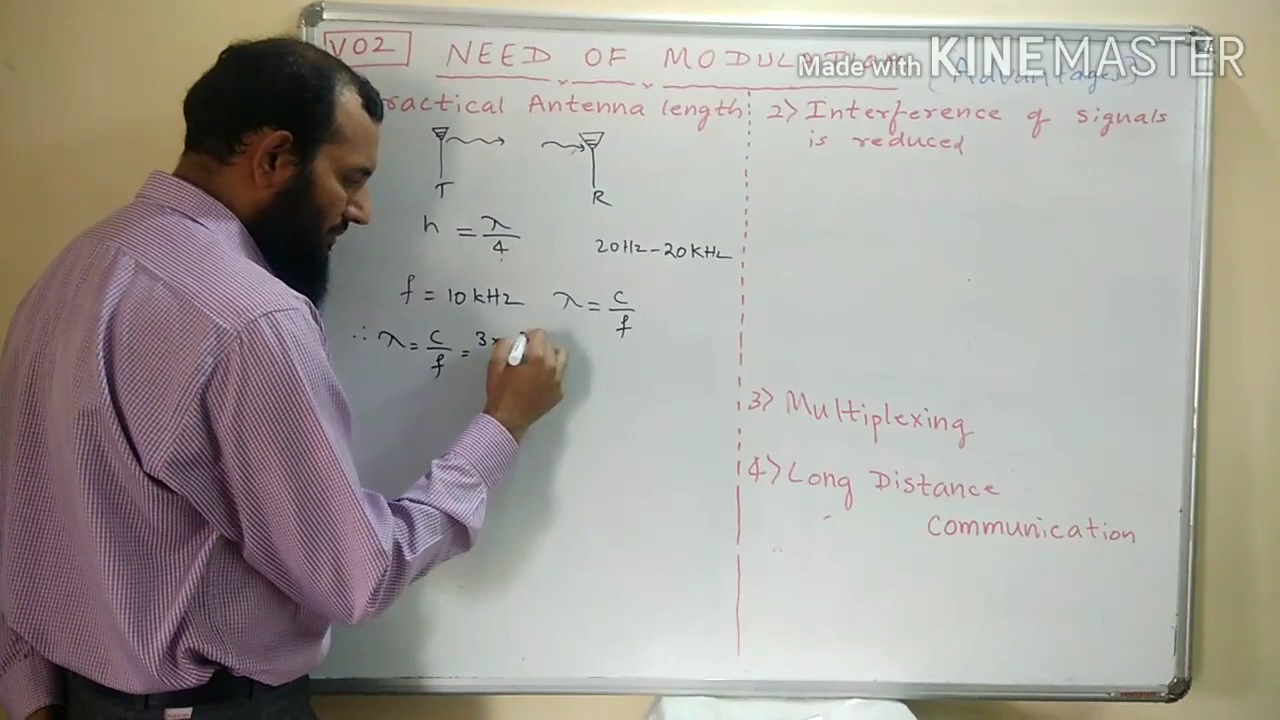 V02 NEED OF MODULATION (Advantages)
Made with KINEMASTER
ractical Antenna length
T
R
h = λ/4
20Hz - 20KHz
f = 10 kHz λ = c/f
∴ λ = c/f = 3x
2> Interference of signals
is reduced
3> Multiplexing
4> Long Distance
Communication